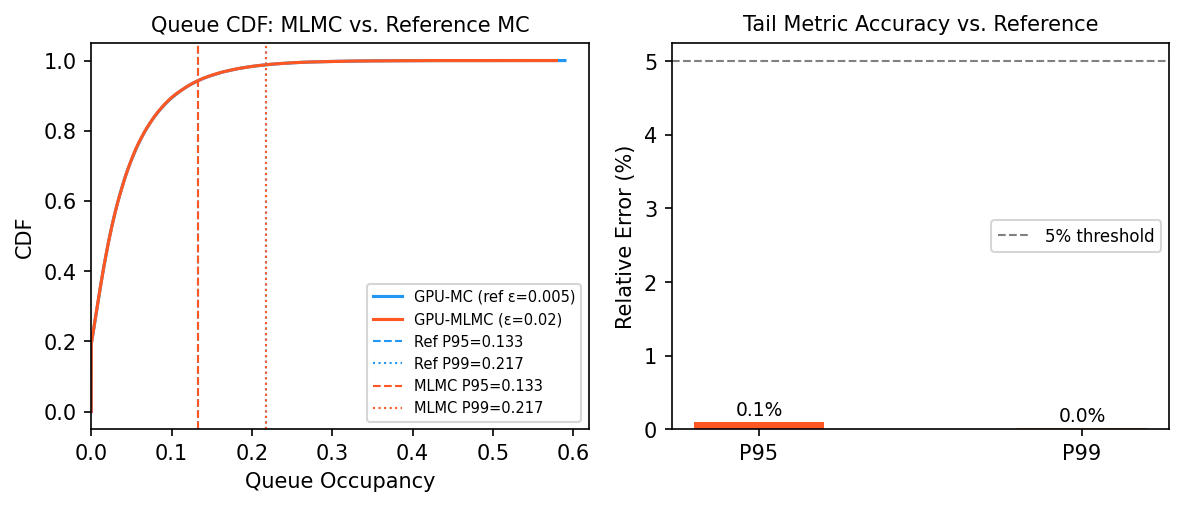 Queue CDF: MLMC vs. Reference MC
CDF
1.0
0.8
0.6
0.4
0.2
0.0
GPU-MC (ref ε=0.005)
GPU-MLMC (ε=0.02)
Ref P95=0.133
Ref P99=0.217
MLMC P95=0.133
MLMC P99=0.217
0.0 0.1 0.2 0.3 0.4 0.5 0.6
Queue Occupancy
Tail Metric Accuracy vs. Reference
Relative Error (%)
5
4
3
2
1
0
5% threshold
0.1%
0.0%
P95 P99